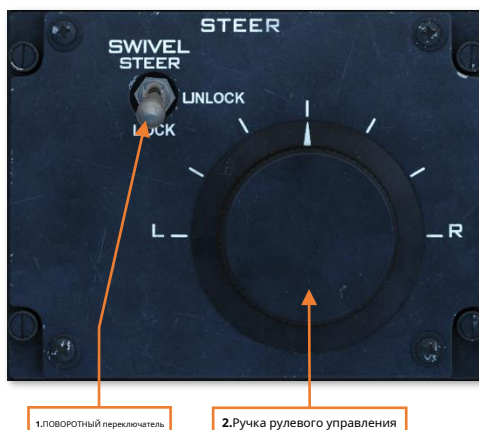 STEER
SWIVEL
STEER
UNLOCK
LOCK
L
R
1.ПОВОРОТНЫЙ переключатель
2.Ручка рулевого управления